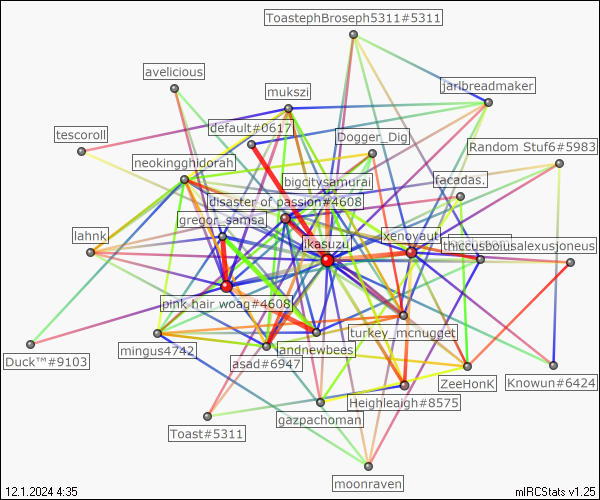 ToastephBroseph5311#5311
avelicious
jarlbreadmaker
mukszi
default#0617
tescoroll
Dogger_Dig
Random Stuf6#5983
neokingghidorah
bigcitysamurai
facadas.
disaster of passion#4608
gregor_samsa
lahnk
ikasuzu
xenoyaut
thiccusboiusalexusjoneus
pink hair woag#4608
turkey_mcnugget
Duck™#9103
mingus4742
asad#6947
landnewbees
ZeeHonK
Knowun#6424
Heighleaigh#8575
gazpachoman
Toast#5311
moonraven
12.1.2024 4:35
mIRCStats v1.25